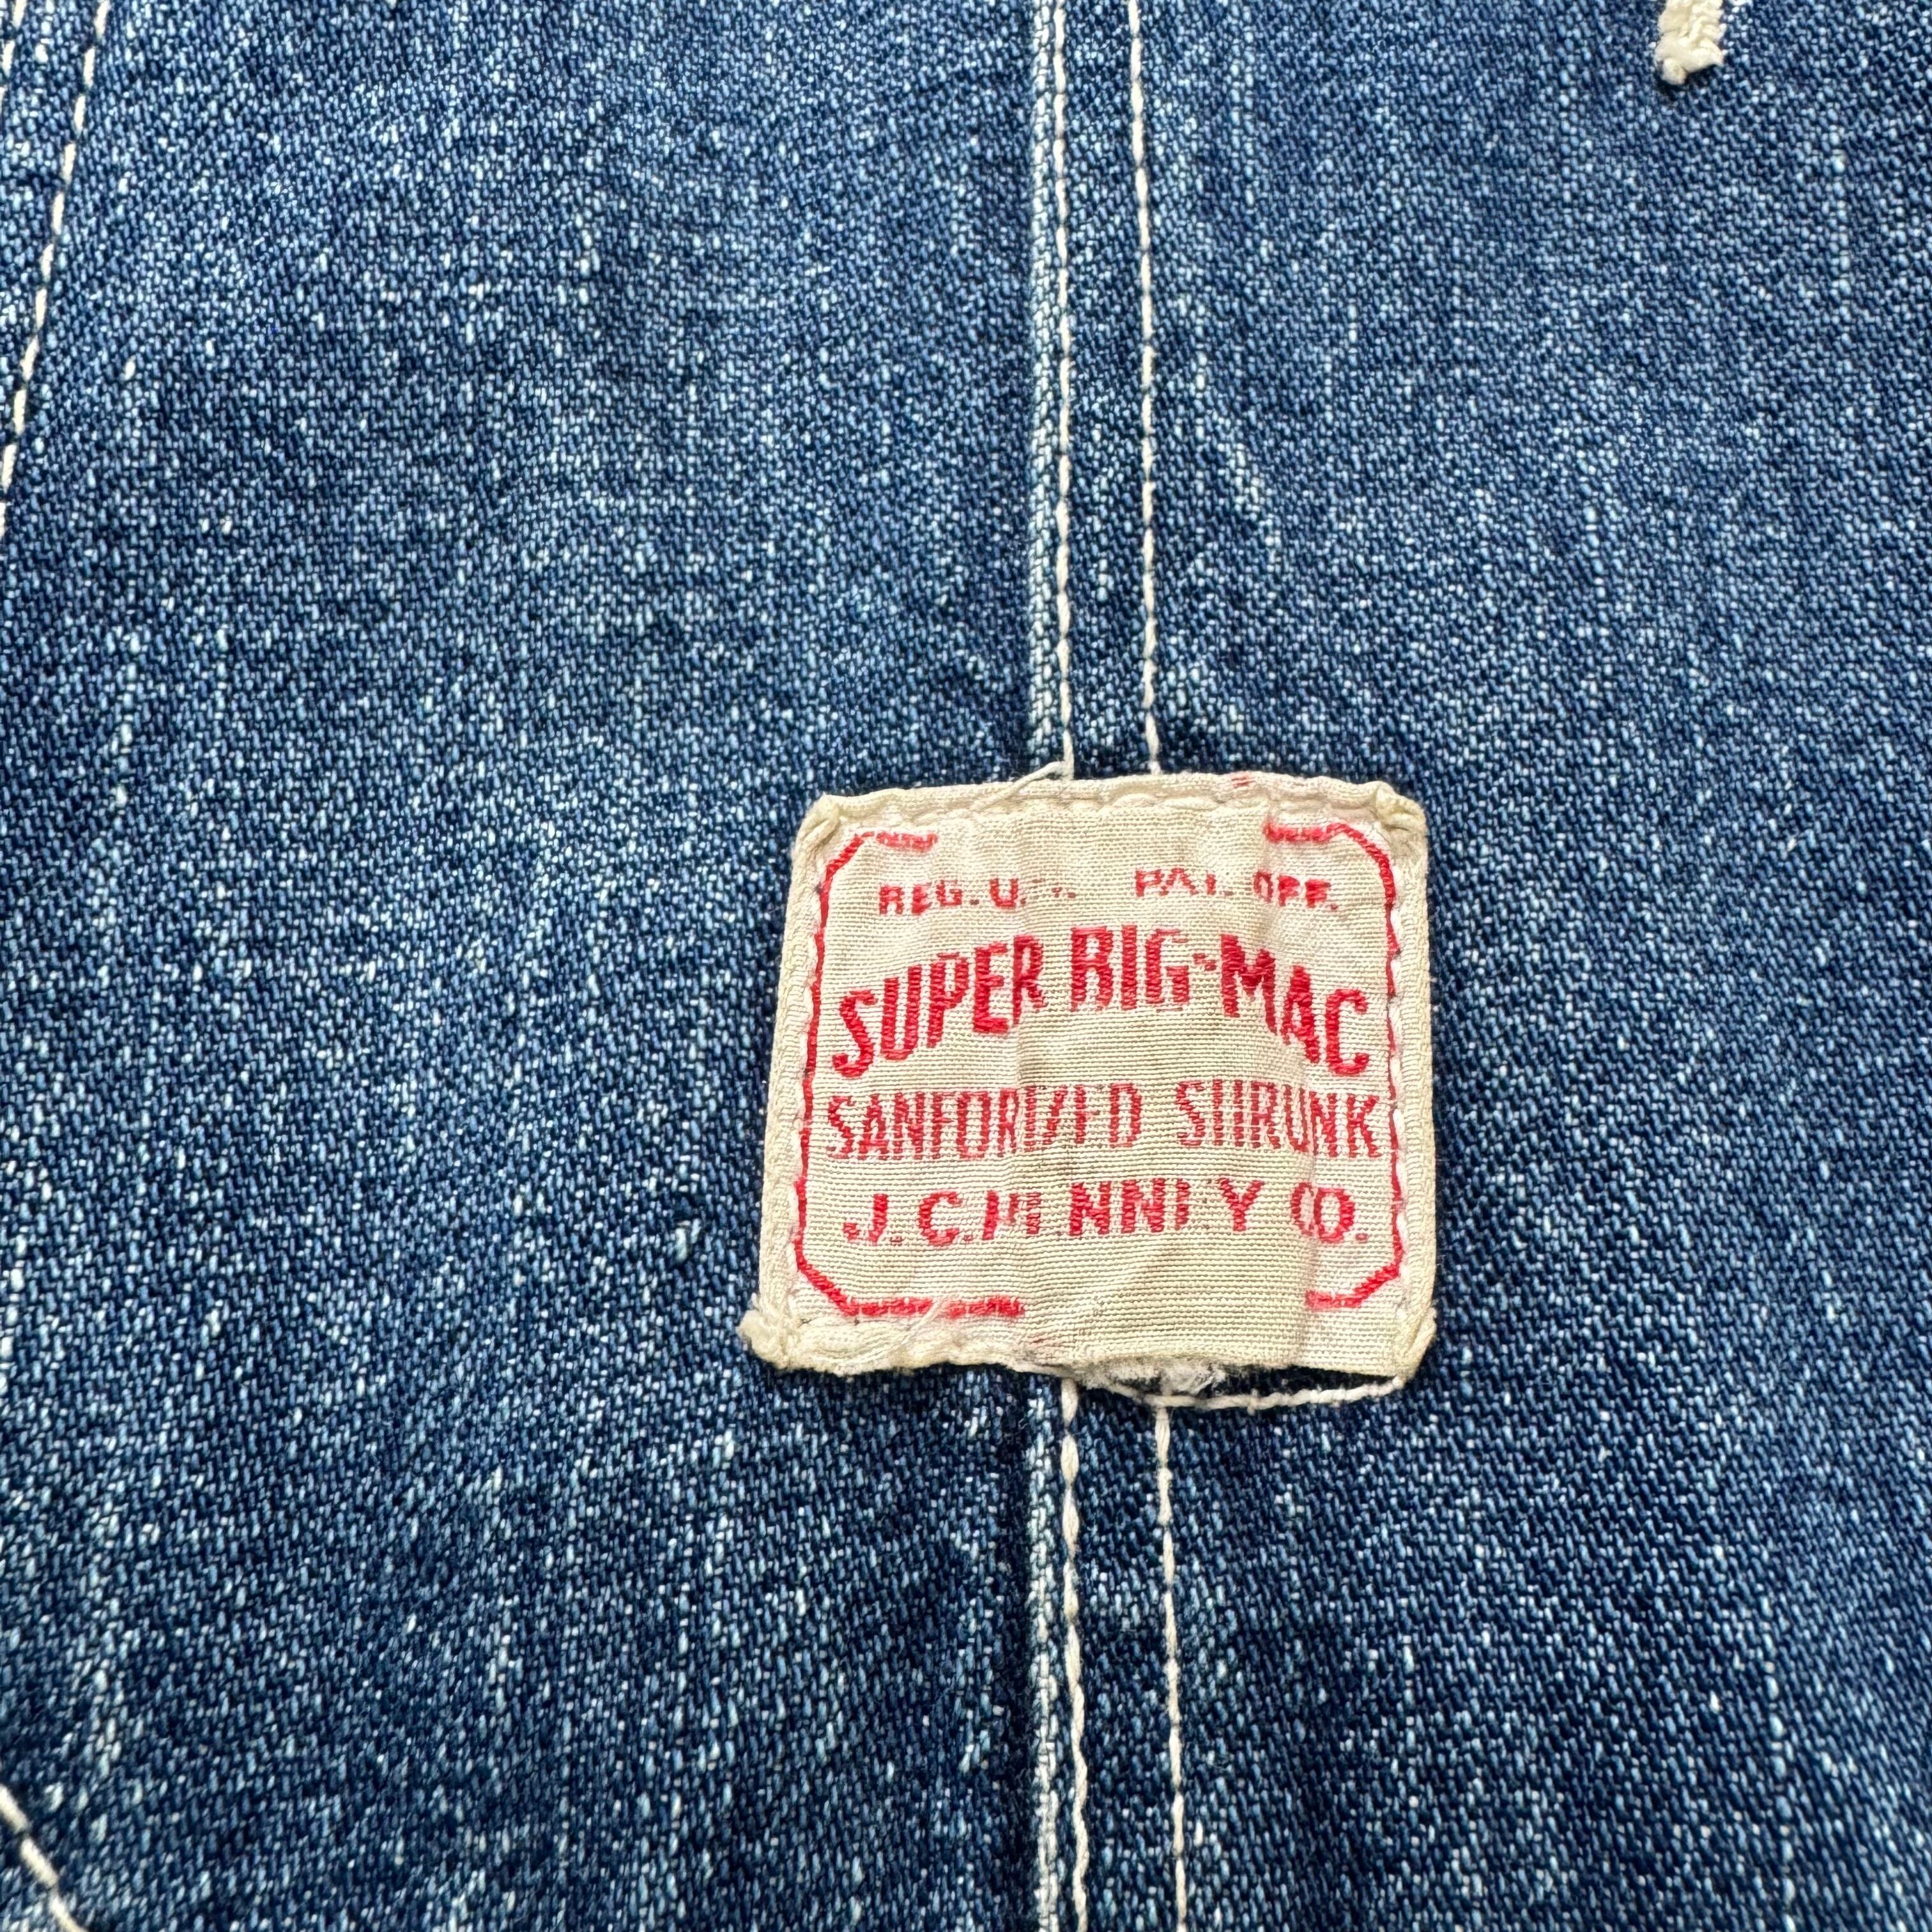 REG. U.S. PAT. OFF.
SUPER BIG-MAC
SANFORIZED SHRUNK
J.C.PENNEY CO.